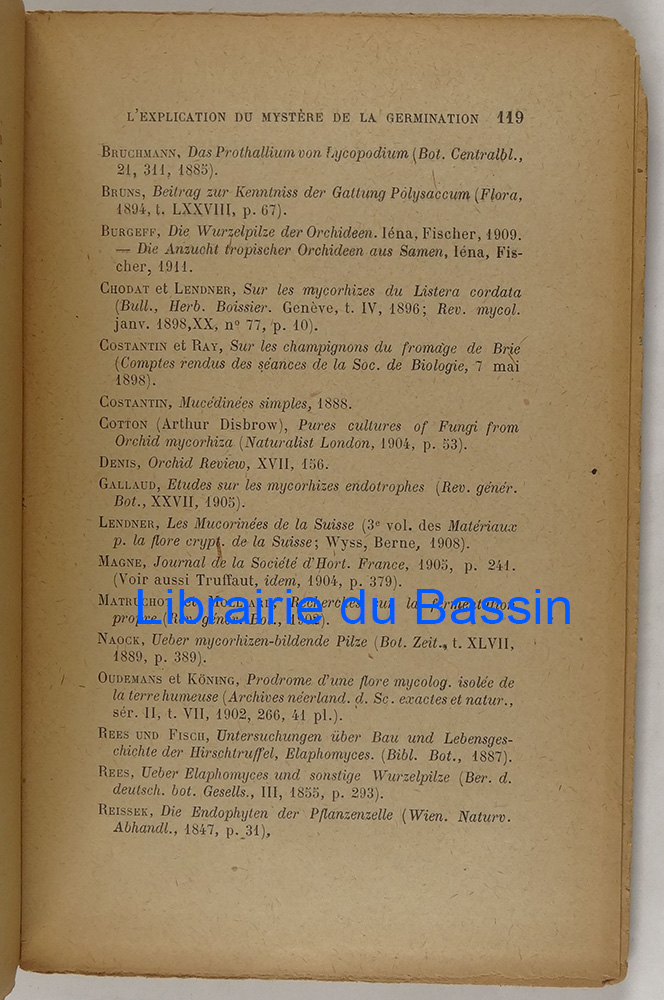 L'EXPLICATION DU MYSTÈRE DE LA GERMINATION 119
BRUCHMANN, Das Prothallium von Lycopodium (Bot. Centralbl.,
21, 311, 1885).
BRUNS, Beitrag zur Kenntniss der Gattung Polysaccum (Flora,
1894, t. LXXVIII, p. 67).
BURGEFF, Die Wurzelpilze der Orchideen. Iéna, Fischer, 1909.
— Die Anzucht tropischer Orchideen aus Samen, Iéna, Fis-
cher, 1911.
CHODAT et LENDNER, Sur les mycorhizes du Listera cordata
(Bull., Herb. Boissier. Genève, t. IV, 1896; Rev. mycol.
janv. 1898, XX, n° 77, p. 10).
COSTANTIN et RAY, Sur les champignons du fromage de Brie
(Comptes rendus des séances de la Soc. de Biologie, 7 mai
1898).
COSTANTIN, Mucédinées simples, 1888.
COTTON (Arthur Disbrow), Pures cultures of Fungi from
Orchid mycorhiza (Naturalist London, 1904, p. 53).
DENIS, Orchid Review, XVII, 156.
GALLAUD, Etudes sur les mycorhizes endotrophes (Rev. génér.
Bot., XXVII, 1905).
LENDNER, Les Mucorinées de la Suisse (3e vol. des Matériaux
p. la flore crypt. de la Suisse; Wyss, Berne, 1908).
MAGNE, Journal de la Société d'Hort. France, 1905, p. 241.
(Voir aussi Truffaut, idem, 1904, p. 379).
MATRUCHOT et MOLLIARD, Recherches sur la fermentation
propre (Rev. génér. Bot., 1902).
Librairie du Bassin
NAOCK, Ueber mycorhizen-bildende Pilze (Bot. Zeit., t. XLVII,
1889, p. 389).
OUDEMANS et KÖNING, Prodrome d'une flore mycolog. isolée de
la terre humeuse (Archives néerland. d. Sc. exactes et natur.,
sér. II, t. VII, 1902, 266, 41 pl.).
REES UND FISCH, Untersuchungen über Bau und Lebensges-
chichte der Hirschtruffel, Elaphomyces. (Bibl. Bot., 1887).
REES, Ueber Elaphomyces und sonstige Wurzelpilze (Ber. d.
deutsch. bot. Gesells., III, 1855, p. 293).
REISSEK, Die Endophyten der Pflanzenzelle (Wien. Naturv.
Abhandl., 1847, p. 31),